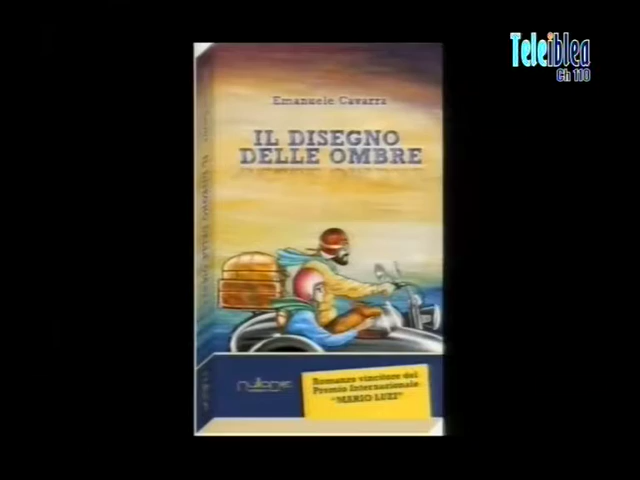 Teleiblea
Ch 110
Emanuele Cavarra
IL DISEGNO
DELLE OMBRE
Romanzo vincitore del
Premio Internazionale
"MARIO LUZI"